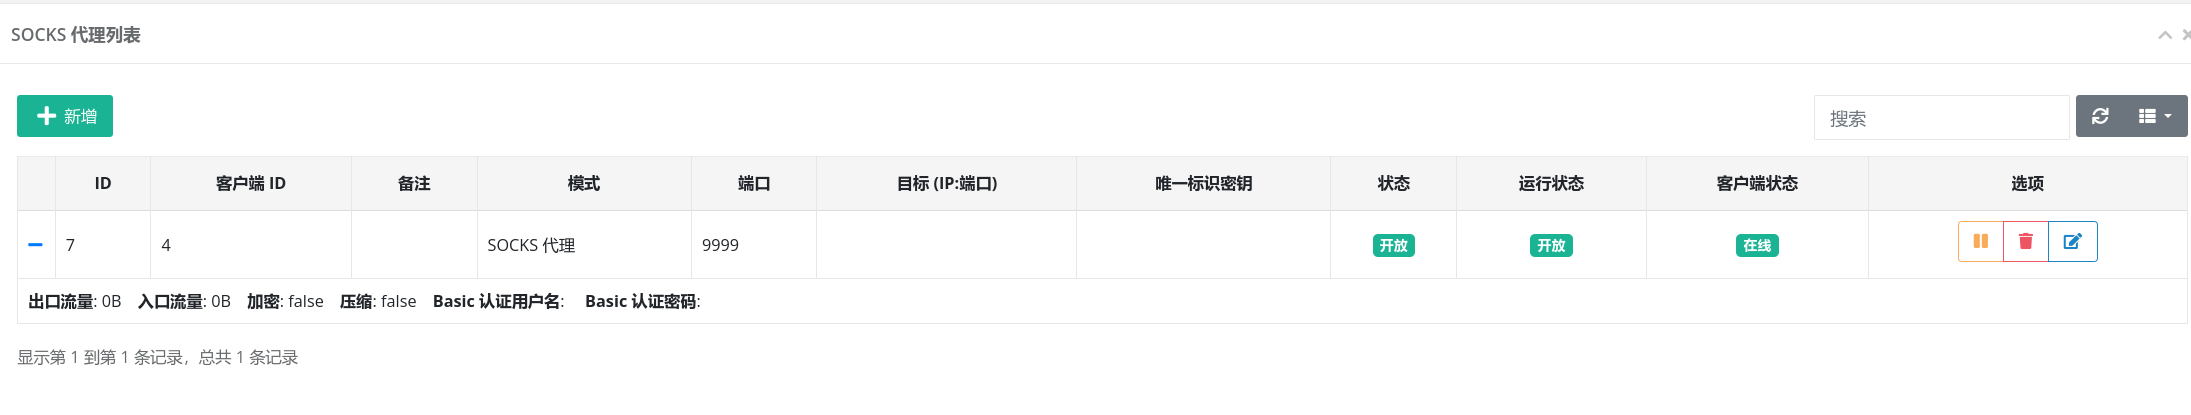 SOCKS 代理列表
新增
搜索
ID 客户端 ID 备注 模式 端口 目标 (IP:端口) 唯一标识密钥 状态 运行状态 客户端状态 选项
7 4 SOCKS 代理 9999 开放 开放 在线
出口流量: 0B 入口流量: 0B 加密: false 压缩: false Basic 认证用户名: Basic 认证密码:
显示第 1 到第 1 条记录，总共 1 条记录